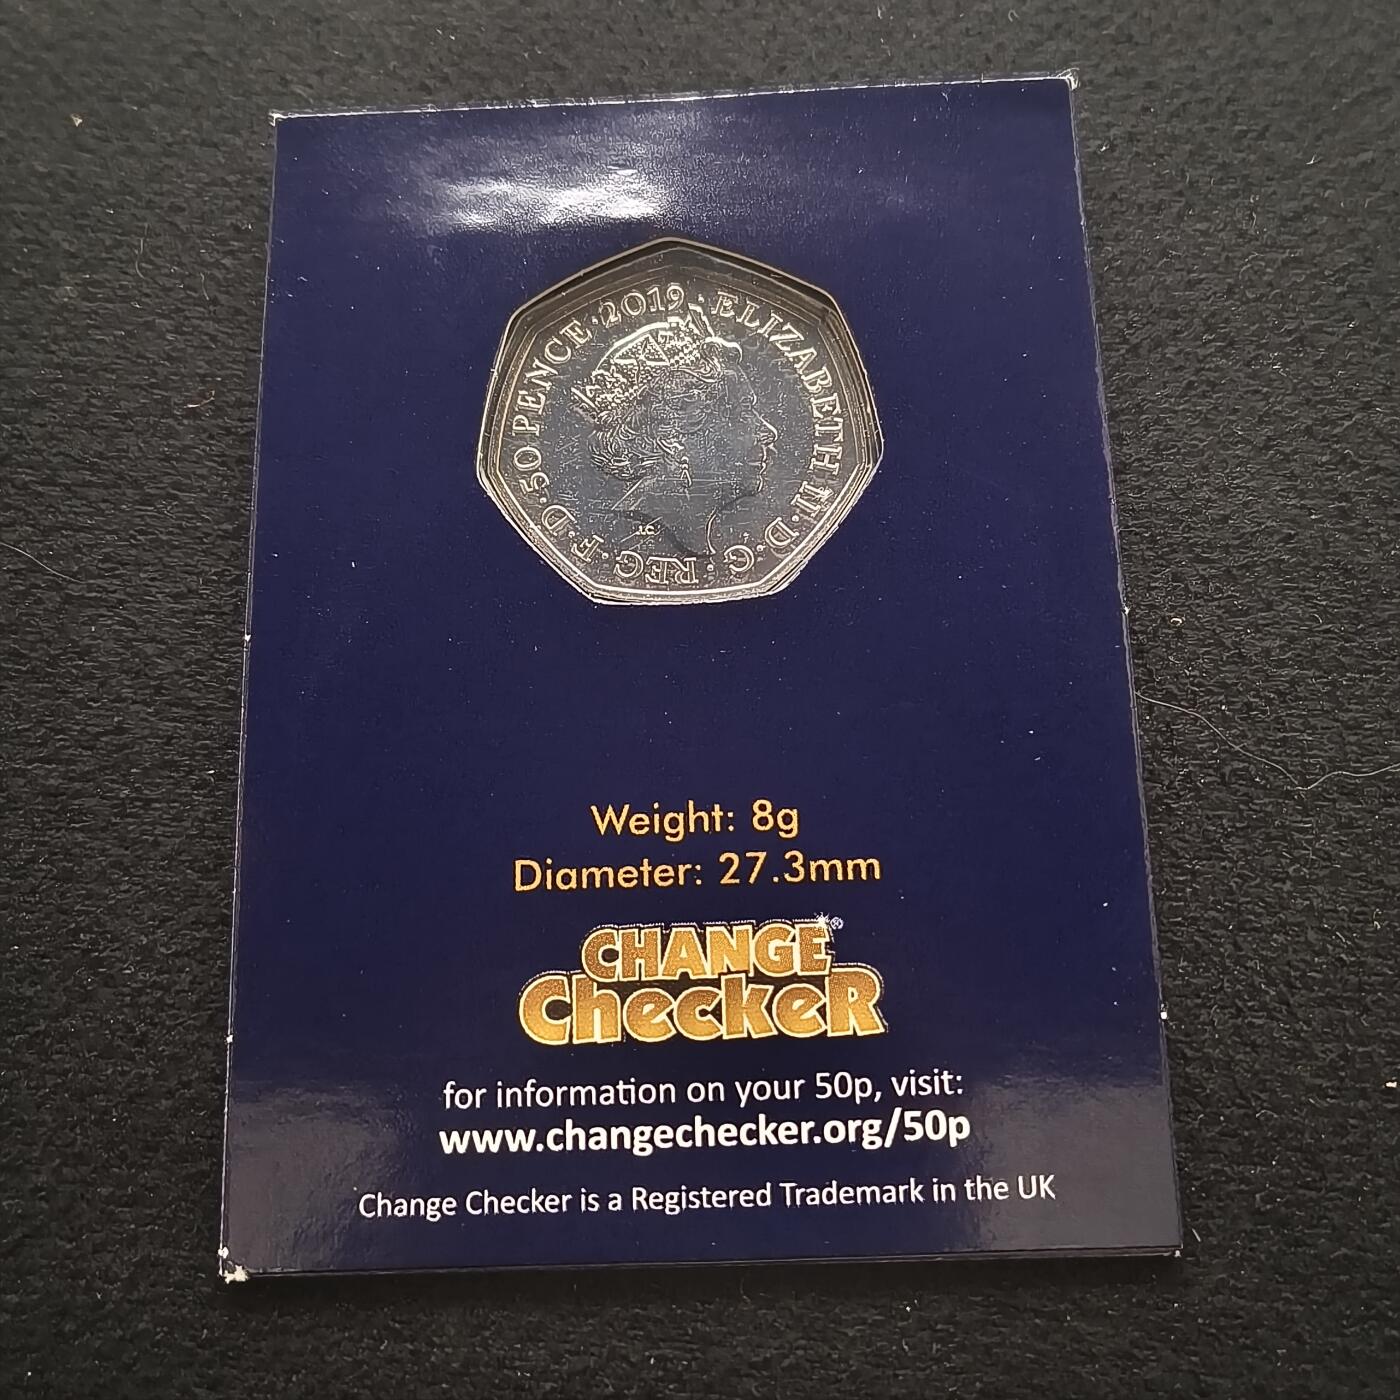 ELIZABETH II · D · G · REG · F · D · 50 PENCE · 2019 ·
J.C
Weight: 8g
Diameter: 27.3mm
CHANGE
CheckeR®
for information on your 50p, visit:
www.changechecker.org/50p
Change Checker is a Registered Trademark in the UK